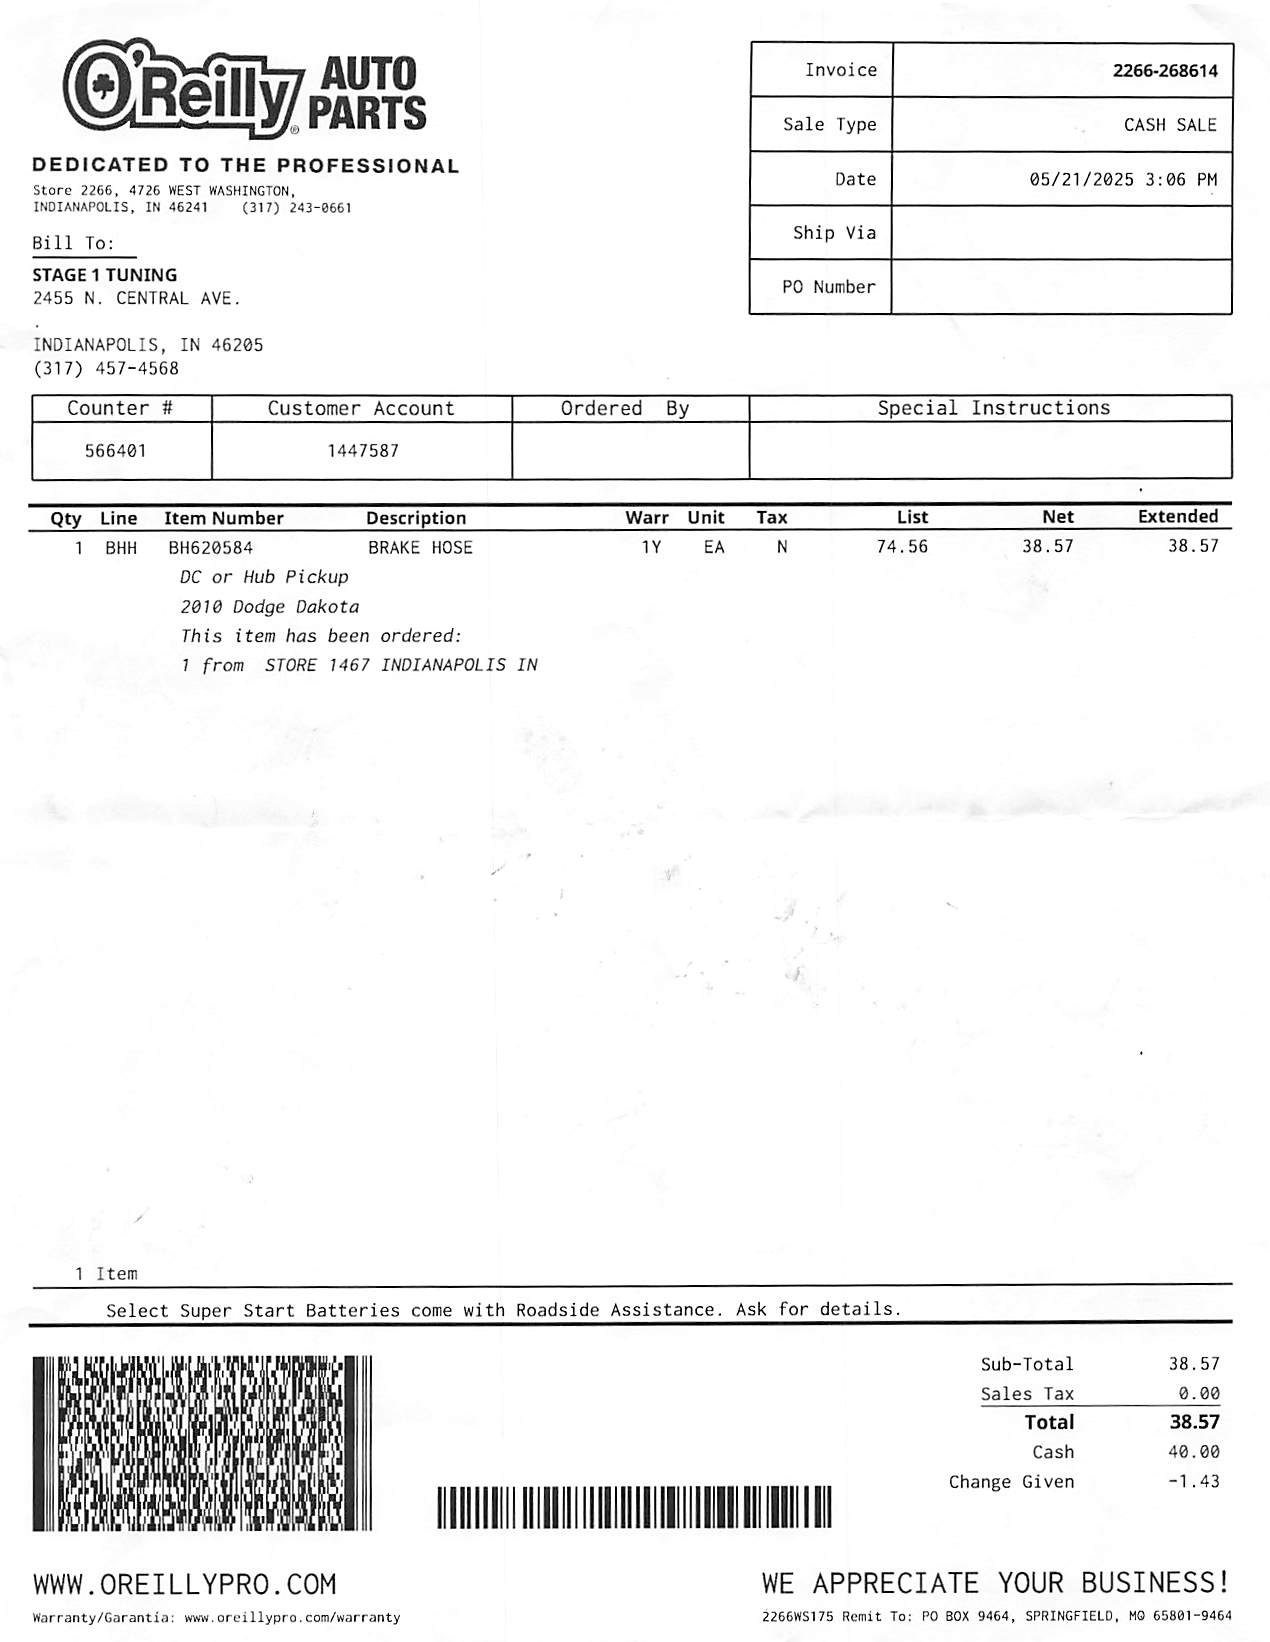 O'Reilly AUTO PARTS ®
DEDICATED TO THE PROFESSIONAL
Store 2266, 4726 WEST WASHINGTON,
INDIANAPOLIS, IN 46241 (317) 243-0661
Invoice 2266-268614
Sale Type CASH SALE
Date 05/21/2025 3:06 PM
Ship Via
PO Number
Bill To:
STAGE 1 TUNING
2455 N. CENTRAL AVE.
.
INDIANAPOLIS, IN 46205
(317) 457-4568
Counter # Customer Account Ordered By Special Instructions
566401 1447587
Qty Line Item Number Description Warr Unit Tax List Net Extended
1 BHH BH620584 BRAKE HOSE 1Y EA N 74.56 38.57 38.57
DC or Hub Pickup
2010 Dodge Dakota
This item has been ordered:
1 from STORE 1467 INDIANAPOLIS IN
1 Item
Select Super Start Batteries come with Roadside Assistance. Ask for details.
Sub-Total 38.57
Sales Tax 0.00
Total 38.57
Cash 40.00
Change Given -1.43
WWW.OREILLYPRO.COM
Warranty/Garantía: www.oreillypro.com/warranty
WE APPRECIATE YOUR BUSINESS!
2266WS175 Remit To: PO BOX 9464, SPRINGFIELD, MO 65801-9464